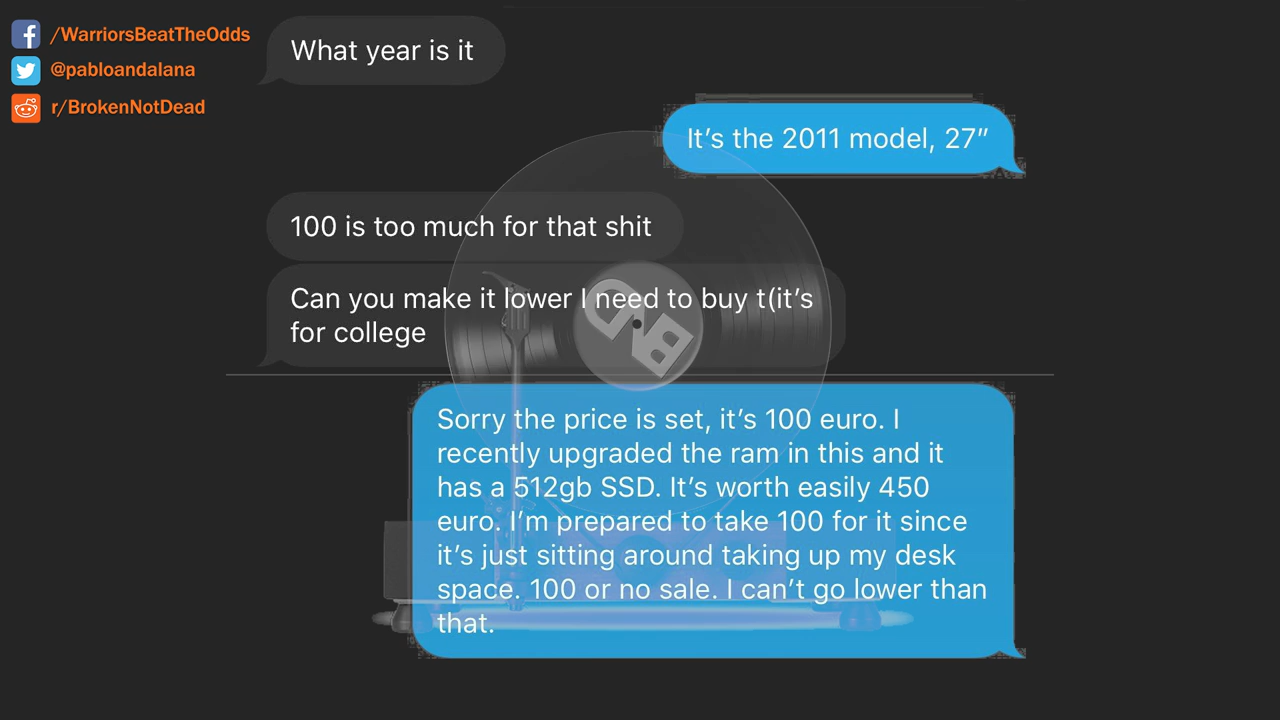 /WarriorsBeatTheOdds
@pabloandalana
r/BrokenNotDead
What year is it
It’s the 2011 model, 27”
100 is too much for that shit
Can you make it lower I need to buy t(it’s
for college
BND
Sorry the price is set, it’s 100 euro. I
recently upgraded the ram in this and it
has a 512gb SSD. It’s worth easily 450
euro. I’m prepared to take 100 for it since
it’s just sitting around taking up my desk
space. 100 or no sale. I can’t go lower than
that.